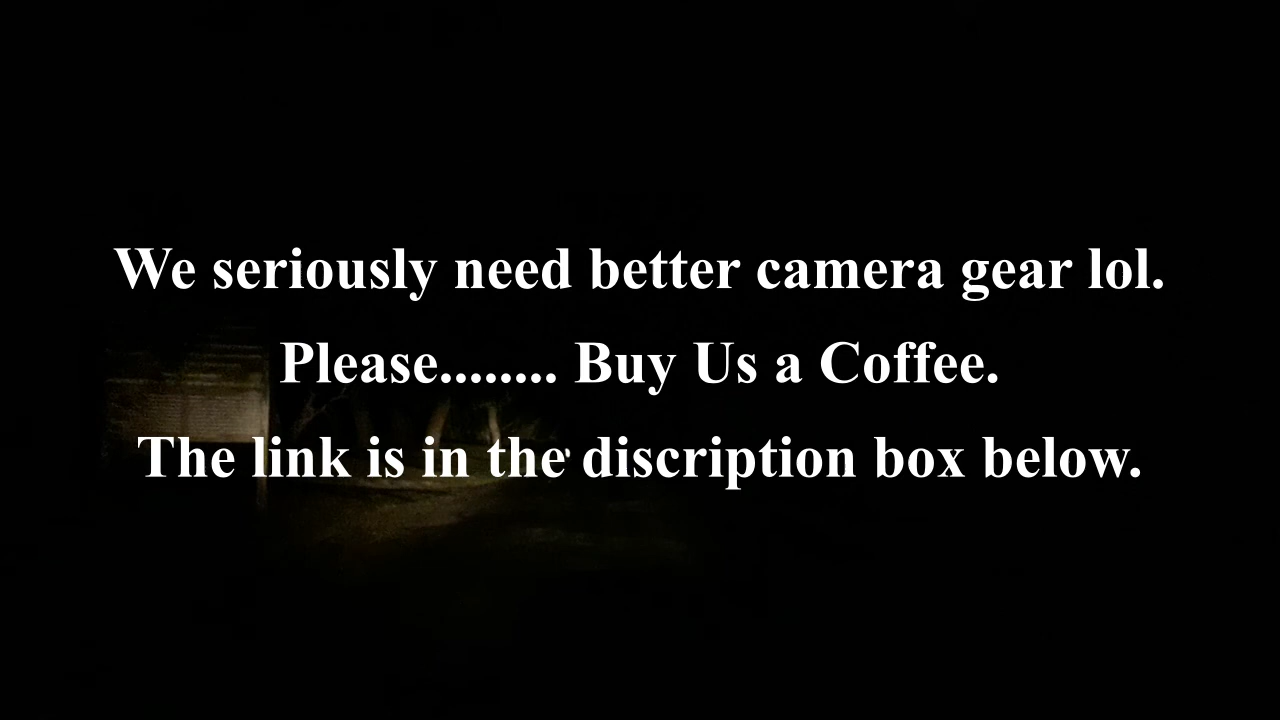 We seriously need better camera gear lol.
Please........ Buy Us a Coffee.
The link is in the discription box below.